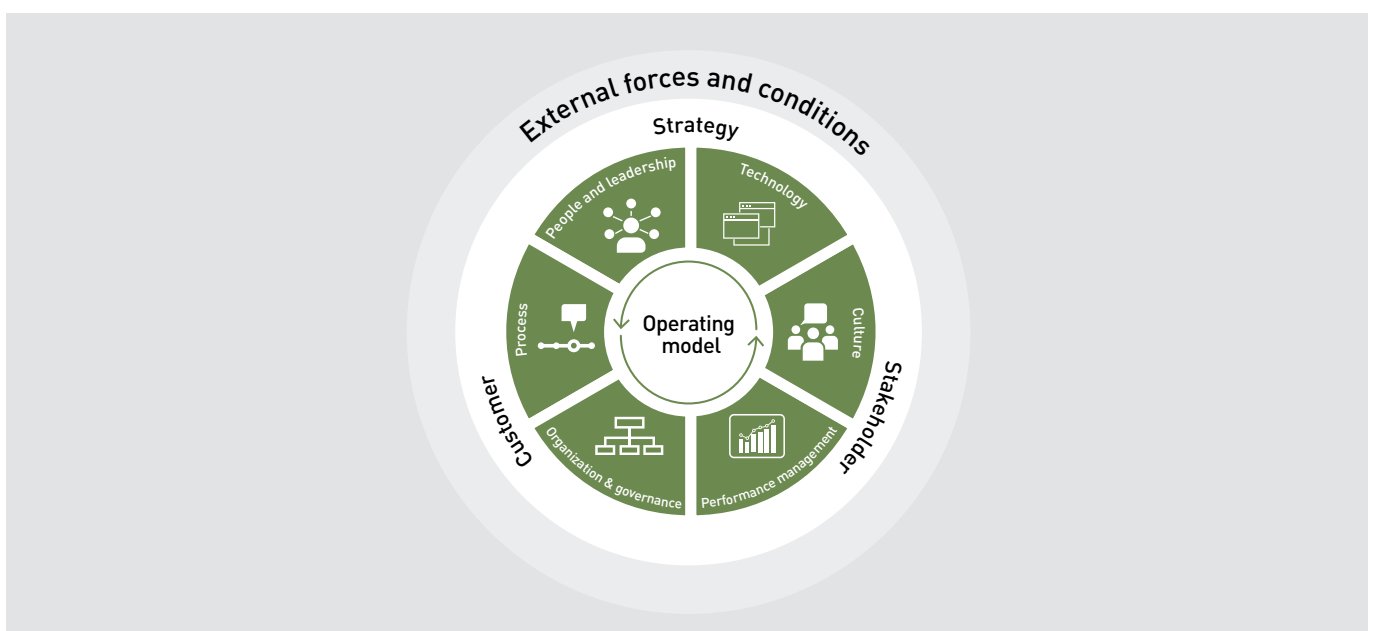 External forces and conditions
Strategy
People and leadership
Technology
Process
Operating
model
Culture
Customer
Stakeholder
Organization & governance
Performance management